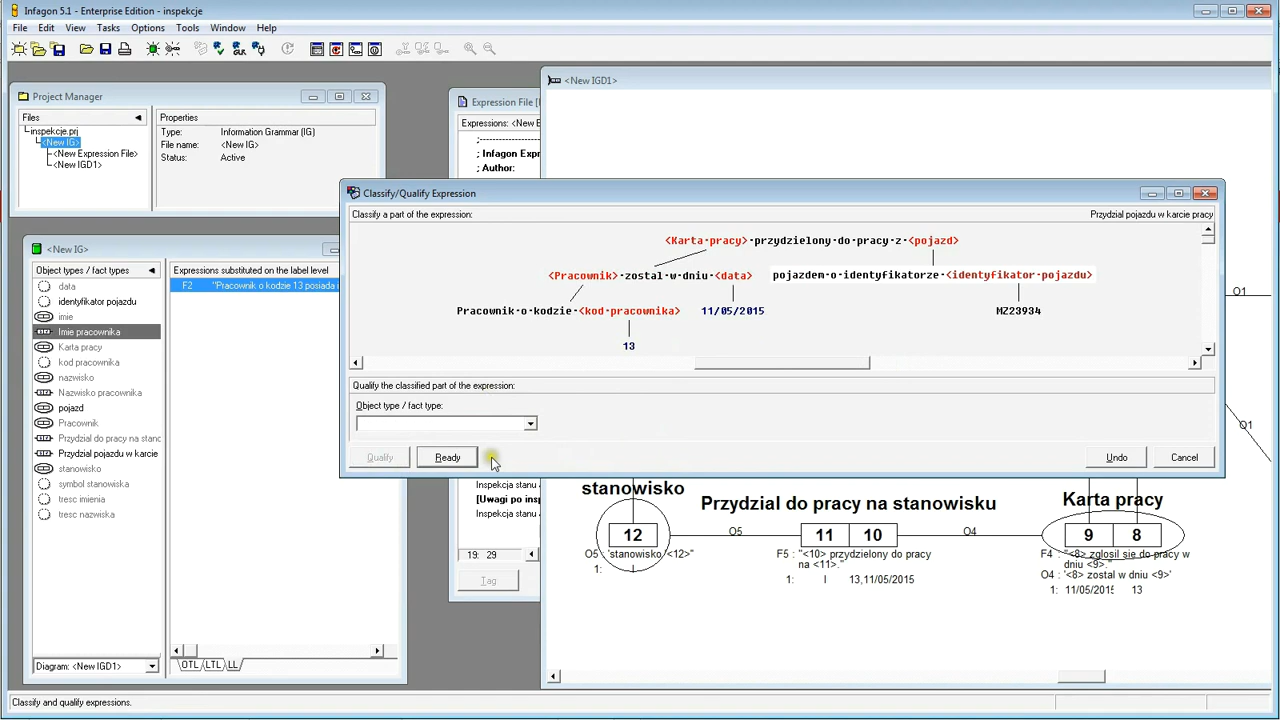 Infagon 5.1 - Enterprise Edition - inspekcje
File Edit View Tasks Options Tools Window Help
Project Manager
Files
inspekcje.prj
<New IG>
<New Expression File>
<New IGD1>
Properties
Type: Information Grammar (IG)
File name: <New IG>
Status: Active
Expression File [
Expressions: <New E
;-----------------------
; Infagon Expr
; Author:
<New IGD1>
Classify/Qualify Expression
Classify a part of the expression:
Przydzial pojazdu w karcie pracy
<Karta·pracy>·przydzielony·do·pracy·z·<pojazd>
<Pracownik>·zostal·w·dniu·<data>
pojazdem·o·identyfikatorze·<identyfikator·pojazdu>
Pracownik·o·kodzie·<kod·pracownika>
11/05/2015
MZ23934
13
Qualify the classified part of the expression:
Object type / fact type:
Qualify
Ready
Undo
Cancel
<New IG>
Object types / fact types
data
identyfikator pojazdu
imie
Imie pracownika
Karta pracy
kod pracownika
nazwisko
Nazwisko pracownika
pojazd
Pracownik
Przydzial do pracy na stano
Przydzial pojazdu w karcie
stanowisko
symbol stanowiska
tresc imienia
tresc nazwiska
Expressions substituted on the label level
F2 "Pracownik o kodzie 13 posiada
Diagram: <New IGD1>
OTL LTL LL
Inspekcja stanu
[Uwagi po insp
Inspekcja stanu
19: 29
Tag
O1
O1
stanowisko
12
O5 : 'stanowisko <12>"
1: I
O5
Przydzial do pracy na stanowisku
11 10
F5 : "<10> przydzielony do pracy
na <11>."
1: I 13,11/05/2015
O4
Karta pracy
9 8
F4 : "<8> zglosil sie do pracy w
dniu <9>."
O4 : '<8> zostal w dniu <9>'
1: 11/05/2015 13
Classify and qualify expressions.